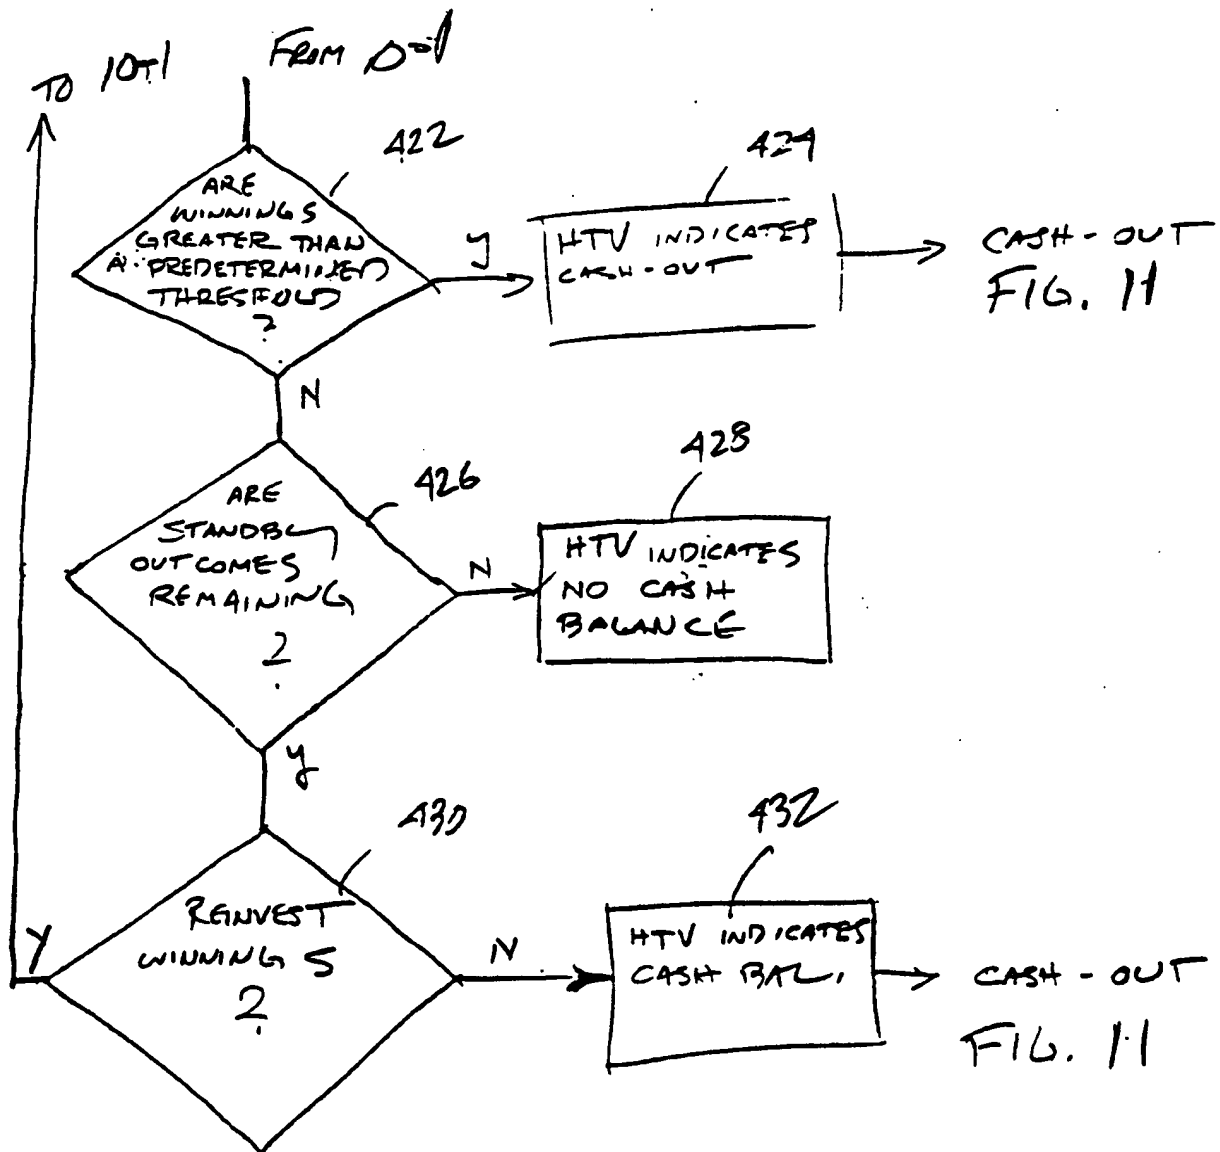 TO 10-1
FROM
422
ARE
WINNINGS
GREATER THAN
A PREDETERMINED
THRESHOLD
?
Y
424
HTV INDICATES
CASH-OUT
CASH-OUT
FIG. 11
N
426
ARE
STANDBY
OUTCOMES
REMAINING
?
N
428
HTV INDICATES
NO CASH
BALANCE
Y
430
REINVEST
WINNINGS
?
Y
N
432
HTV INDICATES
CASH BAL.
CASH-OUT
FIG. 11